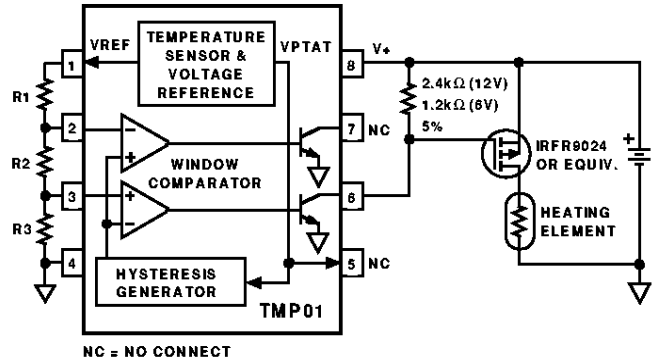 TEMPERATURE
SENSOR &
VOLTAGE
REFERENCE
VREF
VPTAT
V+
1
8
R1
2.4kΩ (12V)
1.2kΩ (6V)
5%
2
7
NC
R2
WINDOW
COMPARATOR
IRFR9024
OR EQUIV.
3
6
R3
HEATING
ELEMENT
4
5
NC
HYSTERESIS
GENERATOR
TMP01
NC = NO CONNECT
− 
+
+
−
+